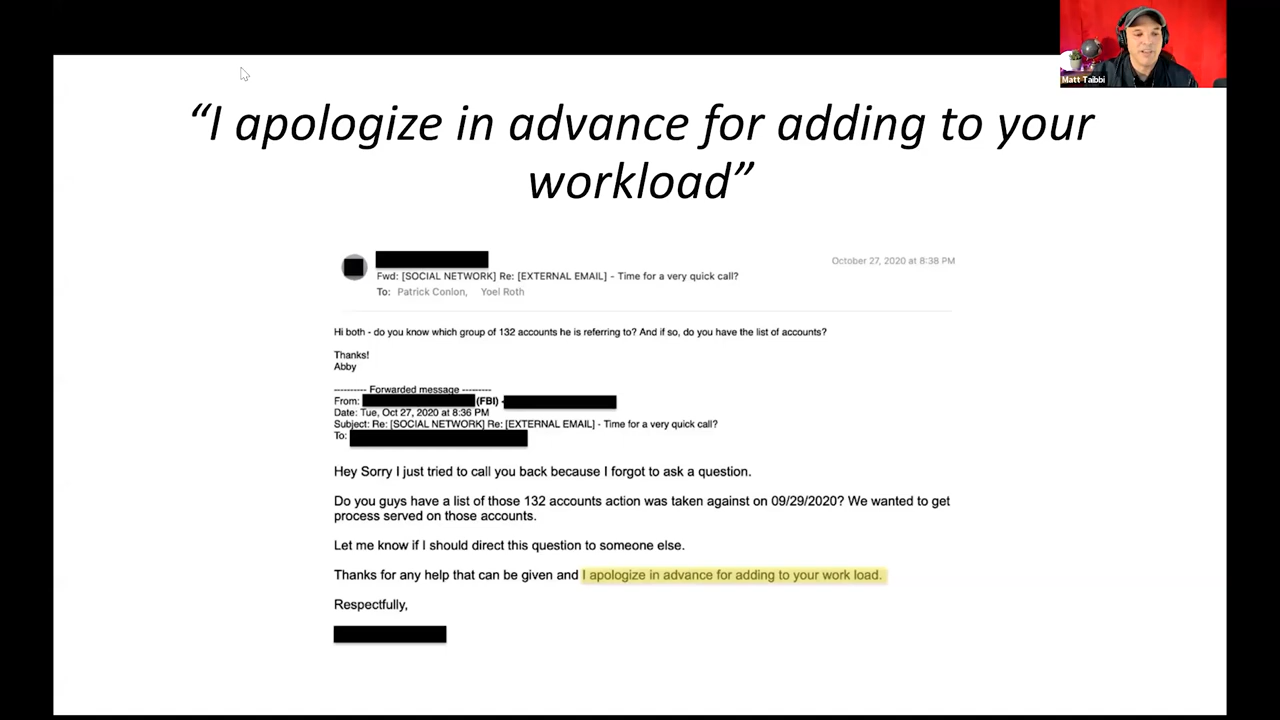 Matt Taibbi
“I apologize in advance for adding to your
workload”
October 27, 2020 at 8:38 PM
Fwd: [SOCIAL NETWORK] Re: [EXTERNAL EMAIL] - Time for a very quick call?
To: Patrick Conlon, Yoel Roth
Hi both - do you know which group of 132 accounts he is referring to? And if so, do you have the list of accounts?
Thanks!
Abby
---------- Forwarded message ---------
From: (FBI) -
Date: Tue, Oct 27, 2020 at 8:36 PM
Subject: Re: [SOCIAL NETWORK] Re: [EXTERNAL EMAIL] - Time for a very quick call?
To:
Hey Sorry I just tried to call you back because I forgot to ask a question.
Do you guys have a list of those 132 accounts action was taken against on 09/29/2020? We wanted to get
process served on those accounts.
Let me know if I should direct this question to someone else.
Thanks for any help that can be given and I apologize in advance for adding to your work load.
Respectfully,